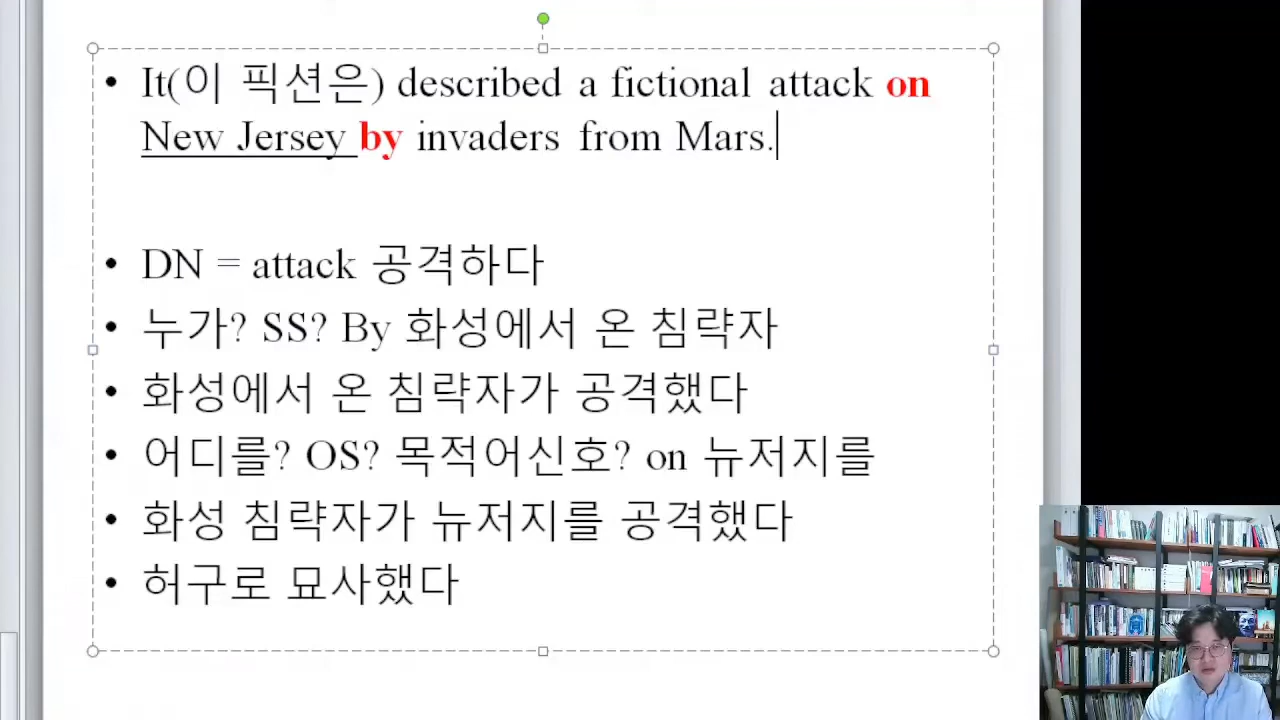 • It(이 픽션은) described a fictional attack on
New Jersey by invaders from Mars.
• DN = attack 공격하다
• 누가? SS? By 화성에서 온 침략자
• 화성에서 온 침략자가 공격했다
• 어디를? OS? 목적어신호? on 뉴저지를
• 화성 침략자가 뉴저지를 공격했다
• 허구로 묘사했다